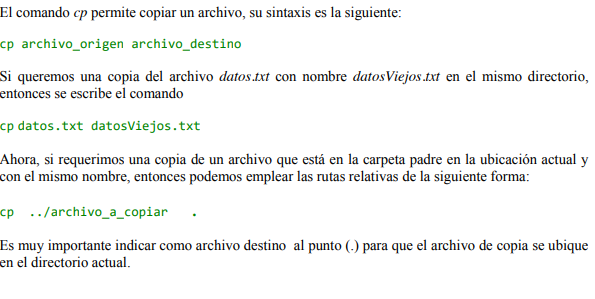 El comando cp permite copiar un archivo, su sintaxis es la siguiente:
cp archivo_origen archivo_destino
Si queremos una copia del archivo datos.txt con nombre datosViejos.txt en el mismo directorio,
entonces se escribe el comando
cp datos.txt datosViejos.txt
Ahora, si requerimos una copia de un archivo que está en la carpeta padre en la ubicación actual y
con el mismo nombre, entonces podemos emplear las rutas relativas de la siguiente forma:
cp ../archivo_a_copiar .
Es muy importante indicar como archivo destino al punto (.) para que el archivo de copia se ubique
en el directorio actual.